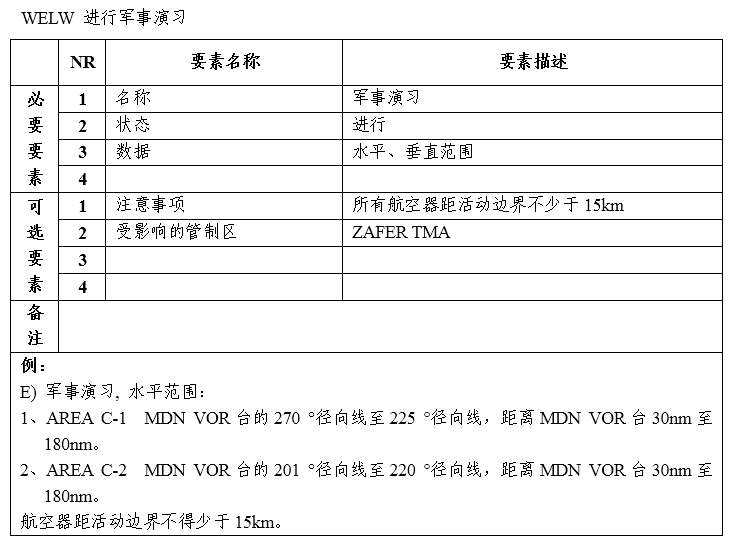 WELW 进行军事演习
NR 要素名称 要素描述
必要要素
1 名称 军事演习
2 状态 进行
3 数据 水平、垂直范围
4
可选要素
1 注意事项 所有航空器距活动边界不少于15km
2 受影响的管制区 ZAFER TMA
3
4
备注
例：
E) 军事演习, 水平范围：
1、AREA C-1 MDN VOR 台的 270 °径向线至 225 °径向线，距离 MDN VOR 台 30nm 至
180nm。
2、AREA C-2 MDN VOR 台的 201 °径向线至 220 °径向线，距离 MDN VOR 台 30nm 至
180nm。
航空器距活动边界不得少于 15km。